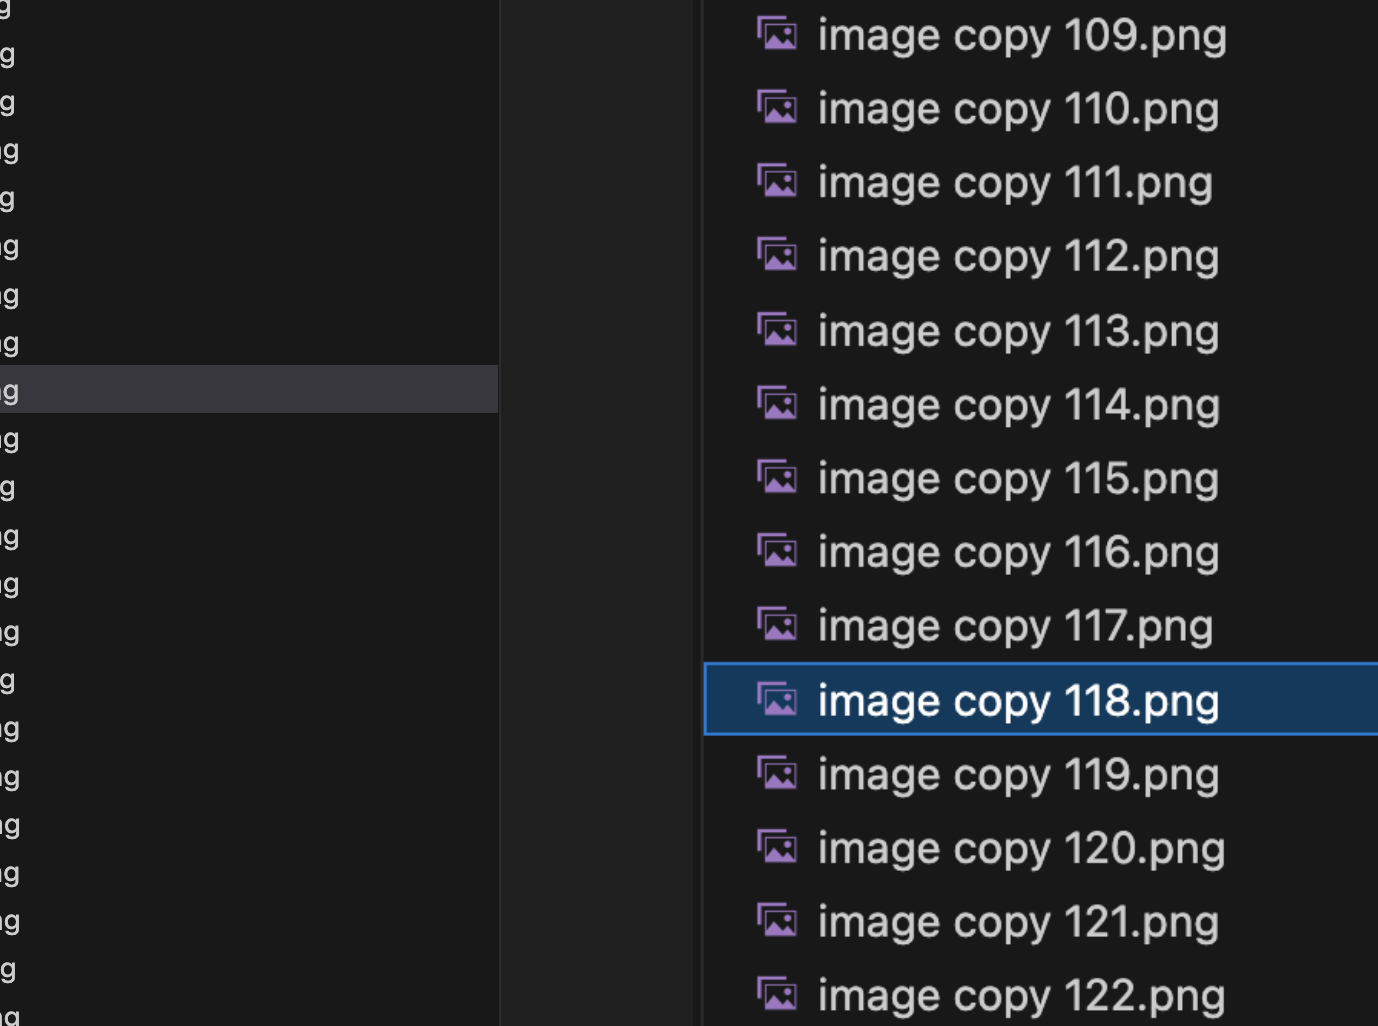 image copy 109.png
image copy 110.png
image copy 111.png
image copy 112.png
image copy 113.png
image copy 114.png
image copy 115.png
image copy 116.png
image copy 117.png
image copy 118.png
image copy 119.png
image copy 120.png
image copy 121.png
image copy 122.png